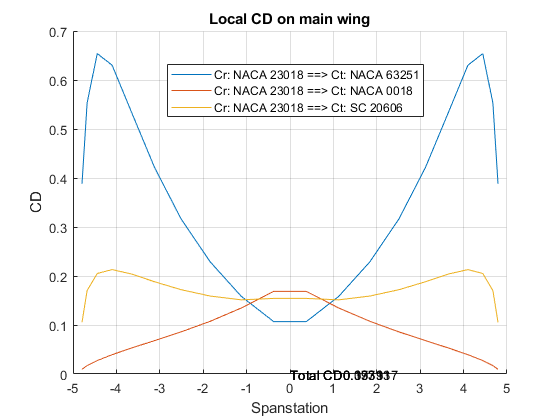 Local CD on main wing
0.7
0.6
0.5
0.4
0.3
0.2
0.1
0
CD
Cr: NACA 23018 ==> Ct: NACA 63251
Cr: NACA 23018 ==> Ct: NACA 0018
Cr: NACA 23018 ==> Ct: SC 20606
Total CD
-5 -4 -3 -2 -1 0 1 2 3 4 5
Spanstation